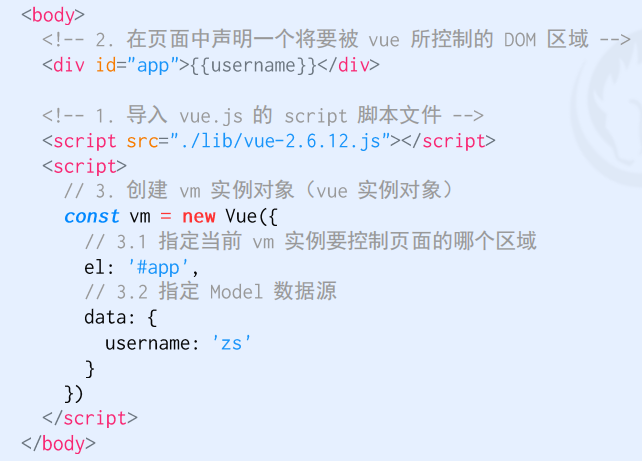 <body>
<!-- 2. 在页面中声明一个将要被 vue 所控制的 DOM 区域 -->
<div id="app">{{username}}</div>
<!-- 1. 导入 vue.js 的 script 脚本文件 -->
<script src="./lib/vue-2.6.12.js"></script>
<script>
// 3. 创建 vm 实例对象（vue 实例对象）
const vm = new Vue({
// 3.1 指定当前 vm 实例要控制页面的哪个区域
el: '#app',
// 3.2 指定 Model 数据源
data: {
username: 'zs'
}
})
</script>
</body>